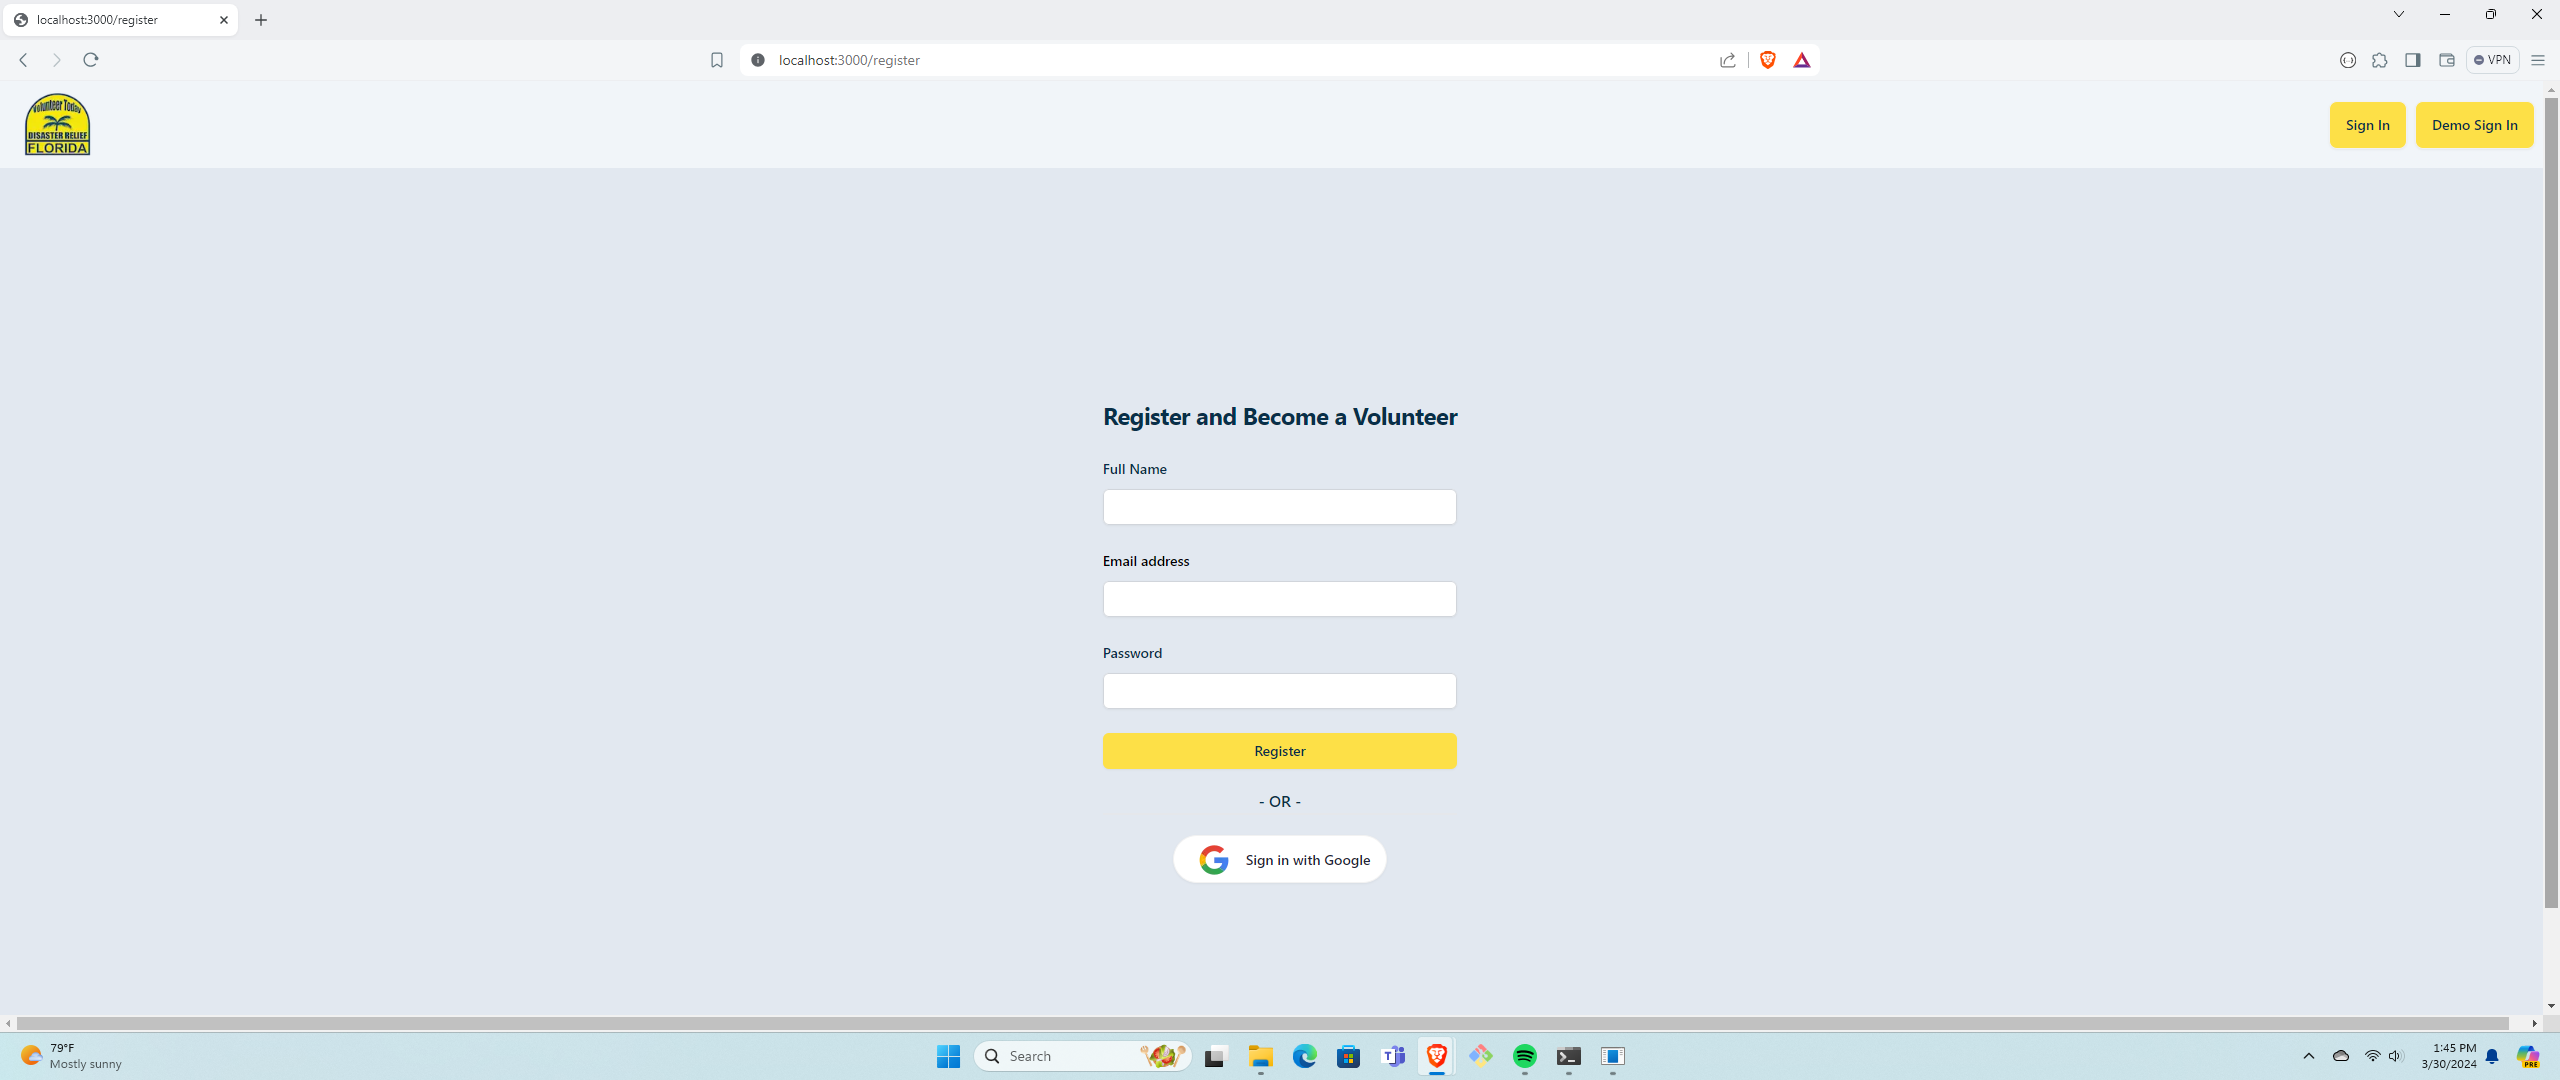 localhost:3000/register
localhost:3000/register
VPN
Volunteer Today
DISASTER RELIEF
FLORIDA
Sign In
Demo Sign In
Register and Become a Volunteer
Full Name
Email address
Password
Register
- OR -
Sign in with Google
79°F
Mostly sunny
Search
1:45 PM
3/30/2024
PRE